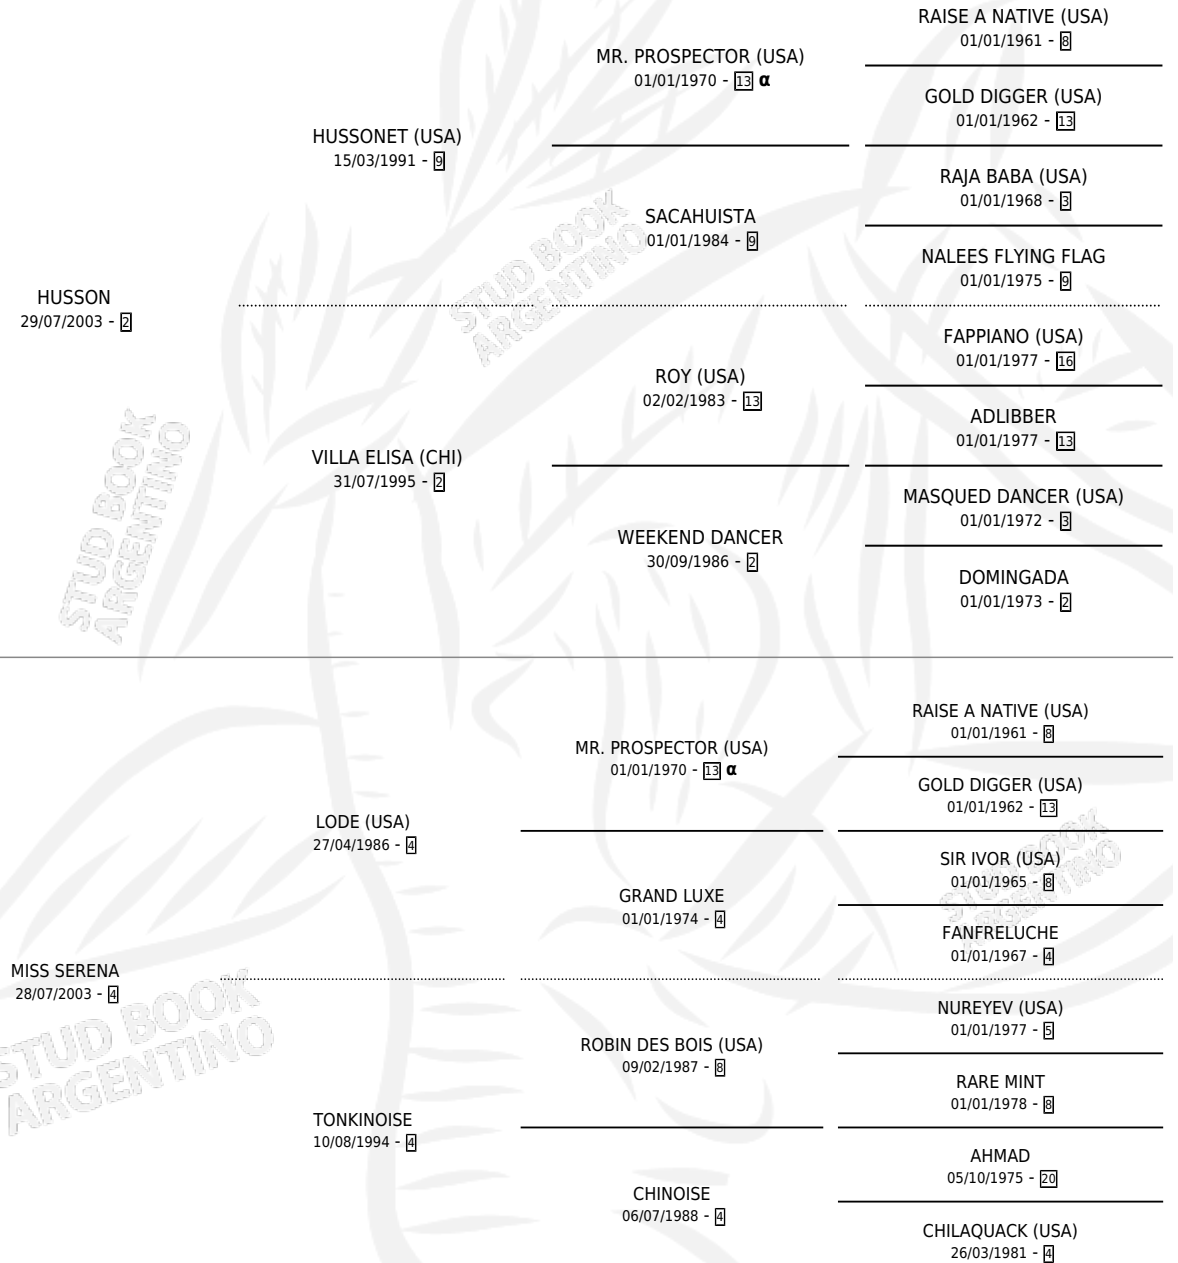 RAISE A NATIVE (USA)
01/01/1961 - 8
MR. PROSPECTOR (USA)
01/01/1970 - 13 α
GOLD DIGGER (USA)
01/01/1962 - 13
HUSSONET (USA)
15/03/1991 - 9
RAJA BABA (USA)
01/01/1968 - 3
SACAHUISTA
01/01/1984 - 9
NALEES FLYING FLAG
01/01/1975 - 9
HUSSON
29/07/2003 - 2
FAPPIANO (USA)
01/01/1977 - 16
ROY (USA)
02/02/1983 - 13
ADLIBBER
01/01/1977 - 13
VILLA ELISA (CHI)
31/07/1995 - 2
MASQUED DANCER (USA)
01/01/1972 - 3
WEEKEND DANCER
30/09/1986 - 2
DOMINGADA
01/01/1973 - 2
RAISE A NATIVE (USA)
01/01/1961 - 8
MR. PROSPECTOR (USA)
01/01/1970 - 13 α
GOLD DIGGER (USA)
01/01/1962 - 13
LODE (USA)
27/04/1986 - 4
SIR IVOR (USA)
01/01/1965 - 8
GRAND LUXE
01/01/1974 - 4
FANFRELUCHE
01/01/1967 - 4
MISS SERENA
28/07/2003 - 4
NUREYEV (USA)
01/01/1977 - 5
ROBIN DES BOIS (USA)
09/02/1987 - 8
RARE MINT
01/01/1978 - 8
TONKINOISE
10/08/1994 - 4
AHMAD
05/10/1975 - 20
CHINOISE
06/07/1988 - 4
CHILAQUACK (USA)
26/03/1981 - 4
STUD BOOK
ARGENTINO
STUD BOOK
ARGENTINO
STUD BOOK
ARGENTINO
STUD BOOK
ARGENTINO